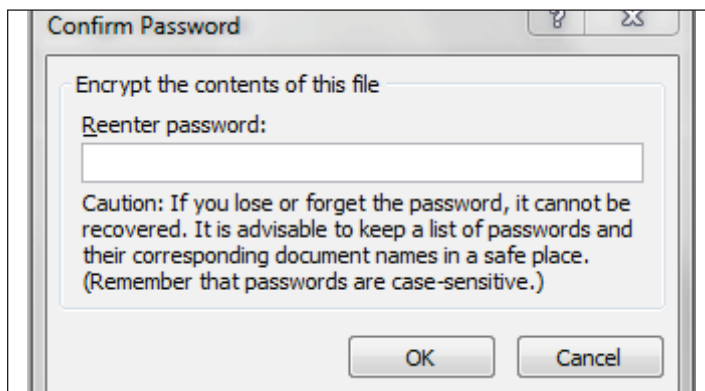 Confirm Password
Encrypt the contents of this file
Reenter password:
Caution: If you lose or forget the password, it cannot be
recovered. It is advisable to keep a list of passwords and
their corresponding document names in a safe place.
(Remember that passwords are case-sensitive.)
OK Cancel